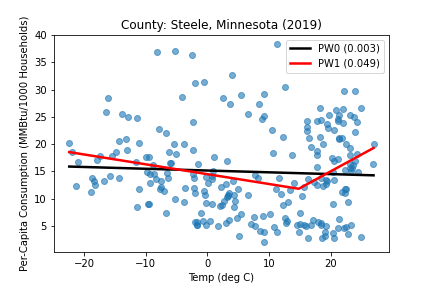 County: Steele, Minnesota (2019)
Per-Capita Consumption (MMBtu/1000 Households)
40
35
30
25
20
15
10
5
PW0 (0.003)
PW1 (0.049)
−20 −10 0 10 20
Temp (deg C)